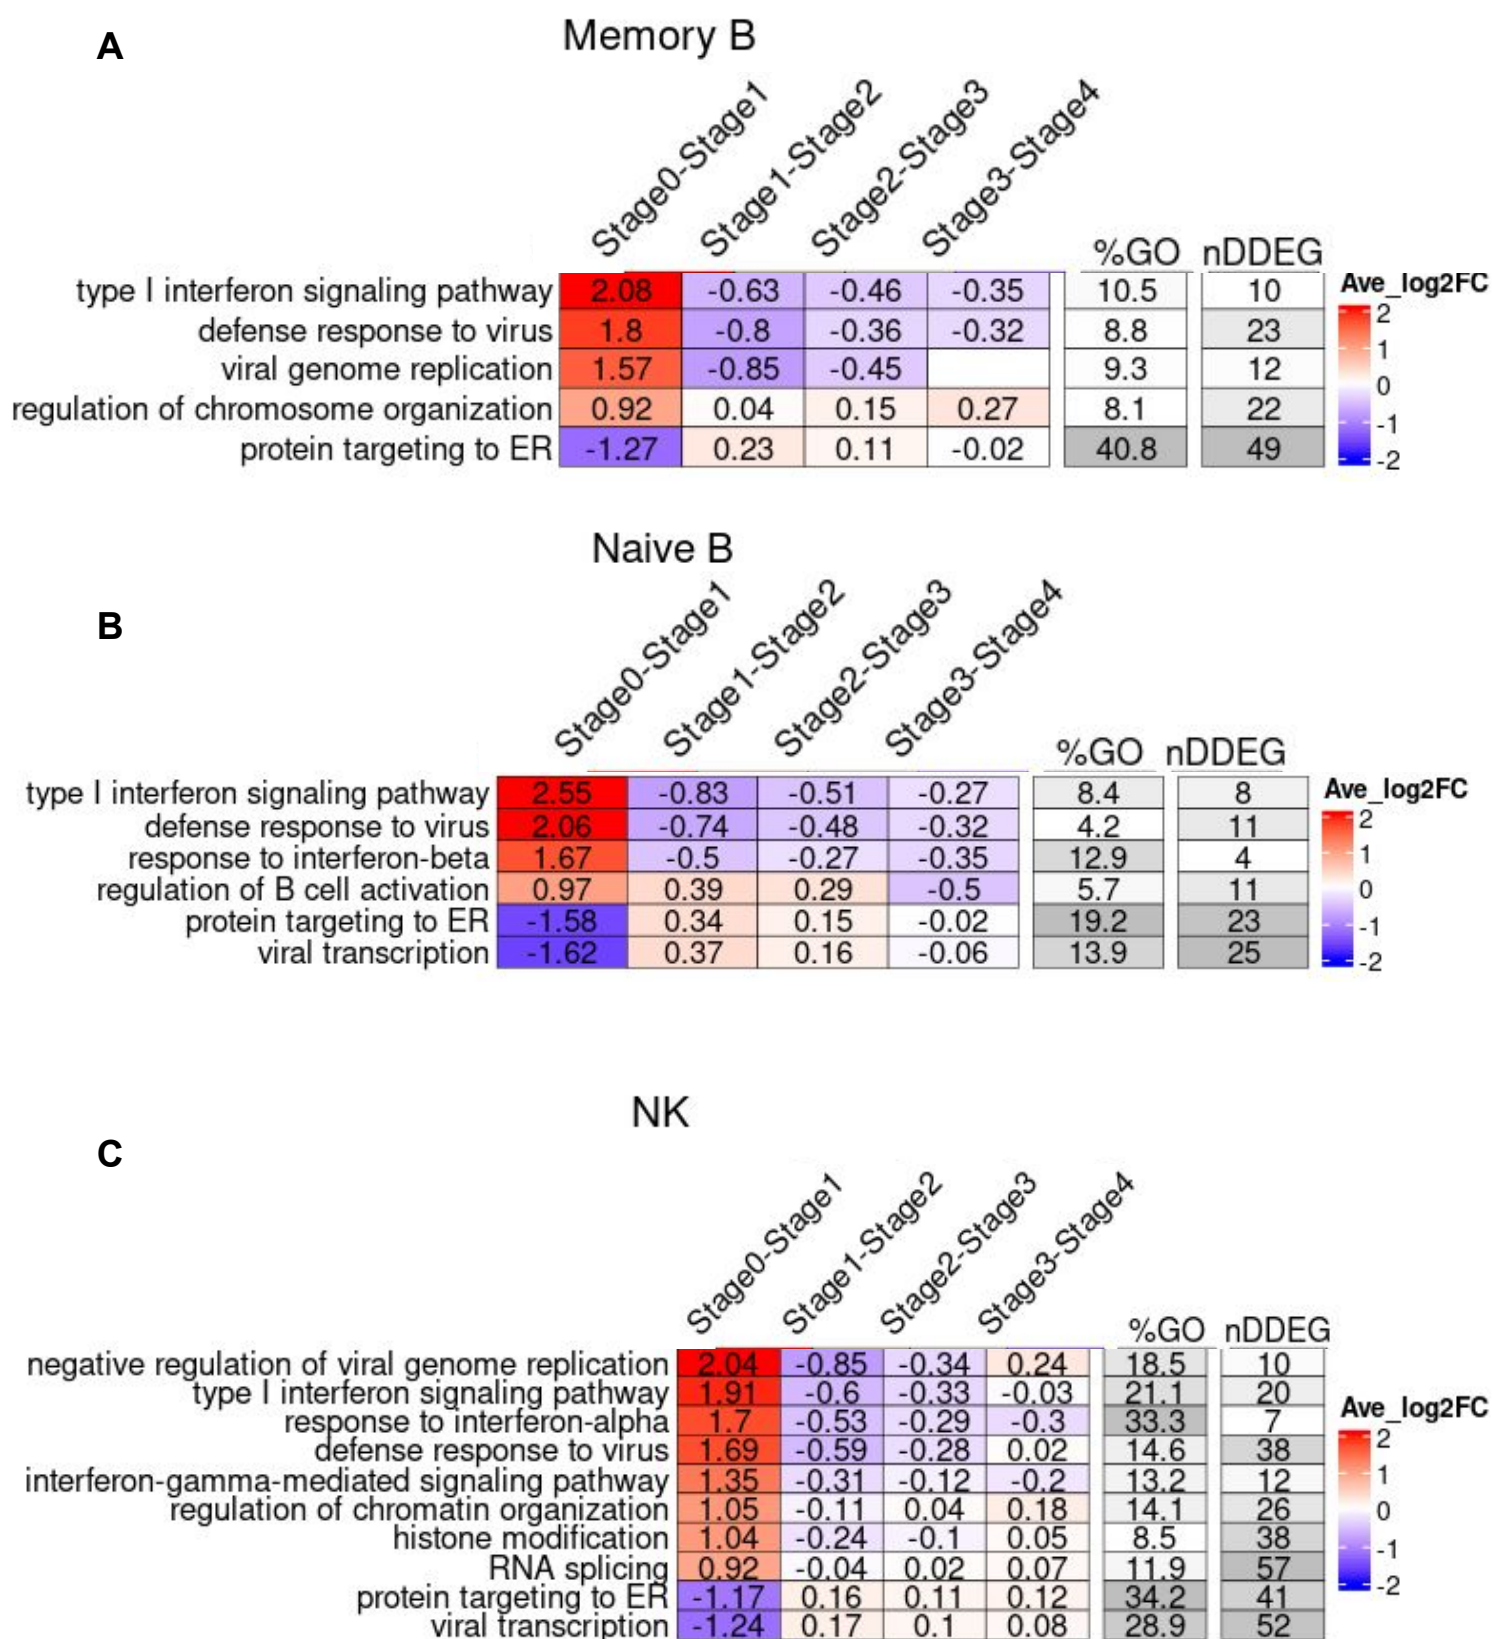 A
Memory B
Stage0-Stage1 Stage1-Stage2 Stage2-Stage3 Stage3-Stage4
%GO nDDEG
type I interferon signaling pathway 2.08 -0.63 -0.46 -0.35 10.5 10
defense response to virus 1.8 -0.8 -0.36 -0.32 8.8 23
viral genome replication 1.57 -0.85 -0.45 9.3 12
regulation of chromosome organization 0.92 0.04 0.15 0.27 8.1 22
protein targeting to ER -1.27 0.23 0.11 -0.02 40.8 49
Ave_log2FC
2
1
0
-1
-2
Naive B
B
Stage0-Stage1 Stage1-Stage2 Stage2-Stage3 Stage3-Stage4
%GO nDDEG
type I interferon signaling pathway 2.55 -0.83 -0.51 -0.27 8.4 8
defense response to virus 2.06 -0.74 -0.48 -0.32 4.2 11
response to interferon-beta 1.67 -0.5 -0.27 -0.35 12.9 4
regulation of B cell activation 0.97 0.39 0.29 -0.5 5.7 11
protein targeting to ER -1.58 0.34 0.15 -0.02 19.2 23
viral transcription -1.62 0.37 0.16 -0.06 13.9 25
Ave_log2FC
2
1
0
-1
-2
NK
C
Stage0-Stage1 Stage1-Stage2 Stage2-Stage3 Stage3-Stage4
%GO nDDEG
negative regulation of viral genome replication 2.04 -0.85 -0.34 0.24 18.5 10
type I interferon signaling pathway 1.91 -0.6 -0.33 -0.03 21.1 20
response to interferon-alpha 1.7 -0.53 -0.29 -0.3 33.3 7
defense response to virus 1.69 -0.59 -0.28 0.02 14.6 38
interferon-gamma-mediated signaling pathway 1.35 -0.31 -0.12 -0.2 13.2 12
regulation of chromatin organization 1.05 -0.11 0.04 0.18 14.1 26
histone modification 1.04 -0.24 -0.1 0.05 8.5 38
RNA splicing 0.92 -0.04 0.02 0.07 11.9 57
protein targeting to ER -1.17 0.16 0.11 0.12 34.2 41
viral transcription -1.24 0.17 0.1 0.08 28.9 52
Ave_log2FC
2
1
0
-1
-2